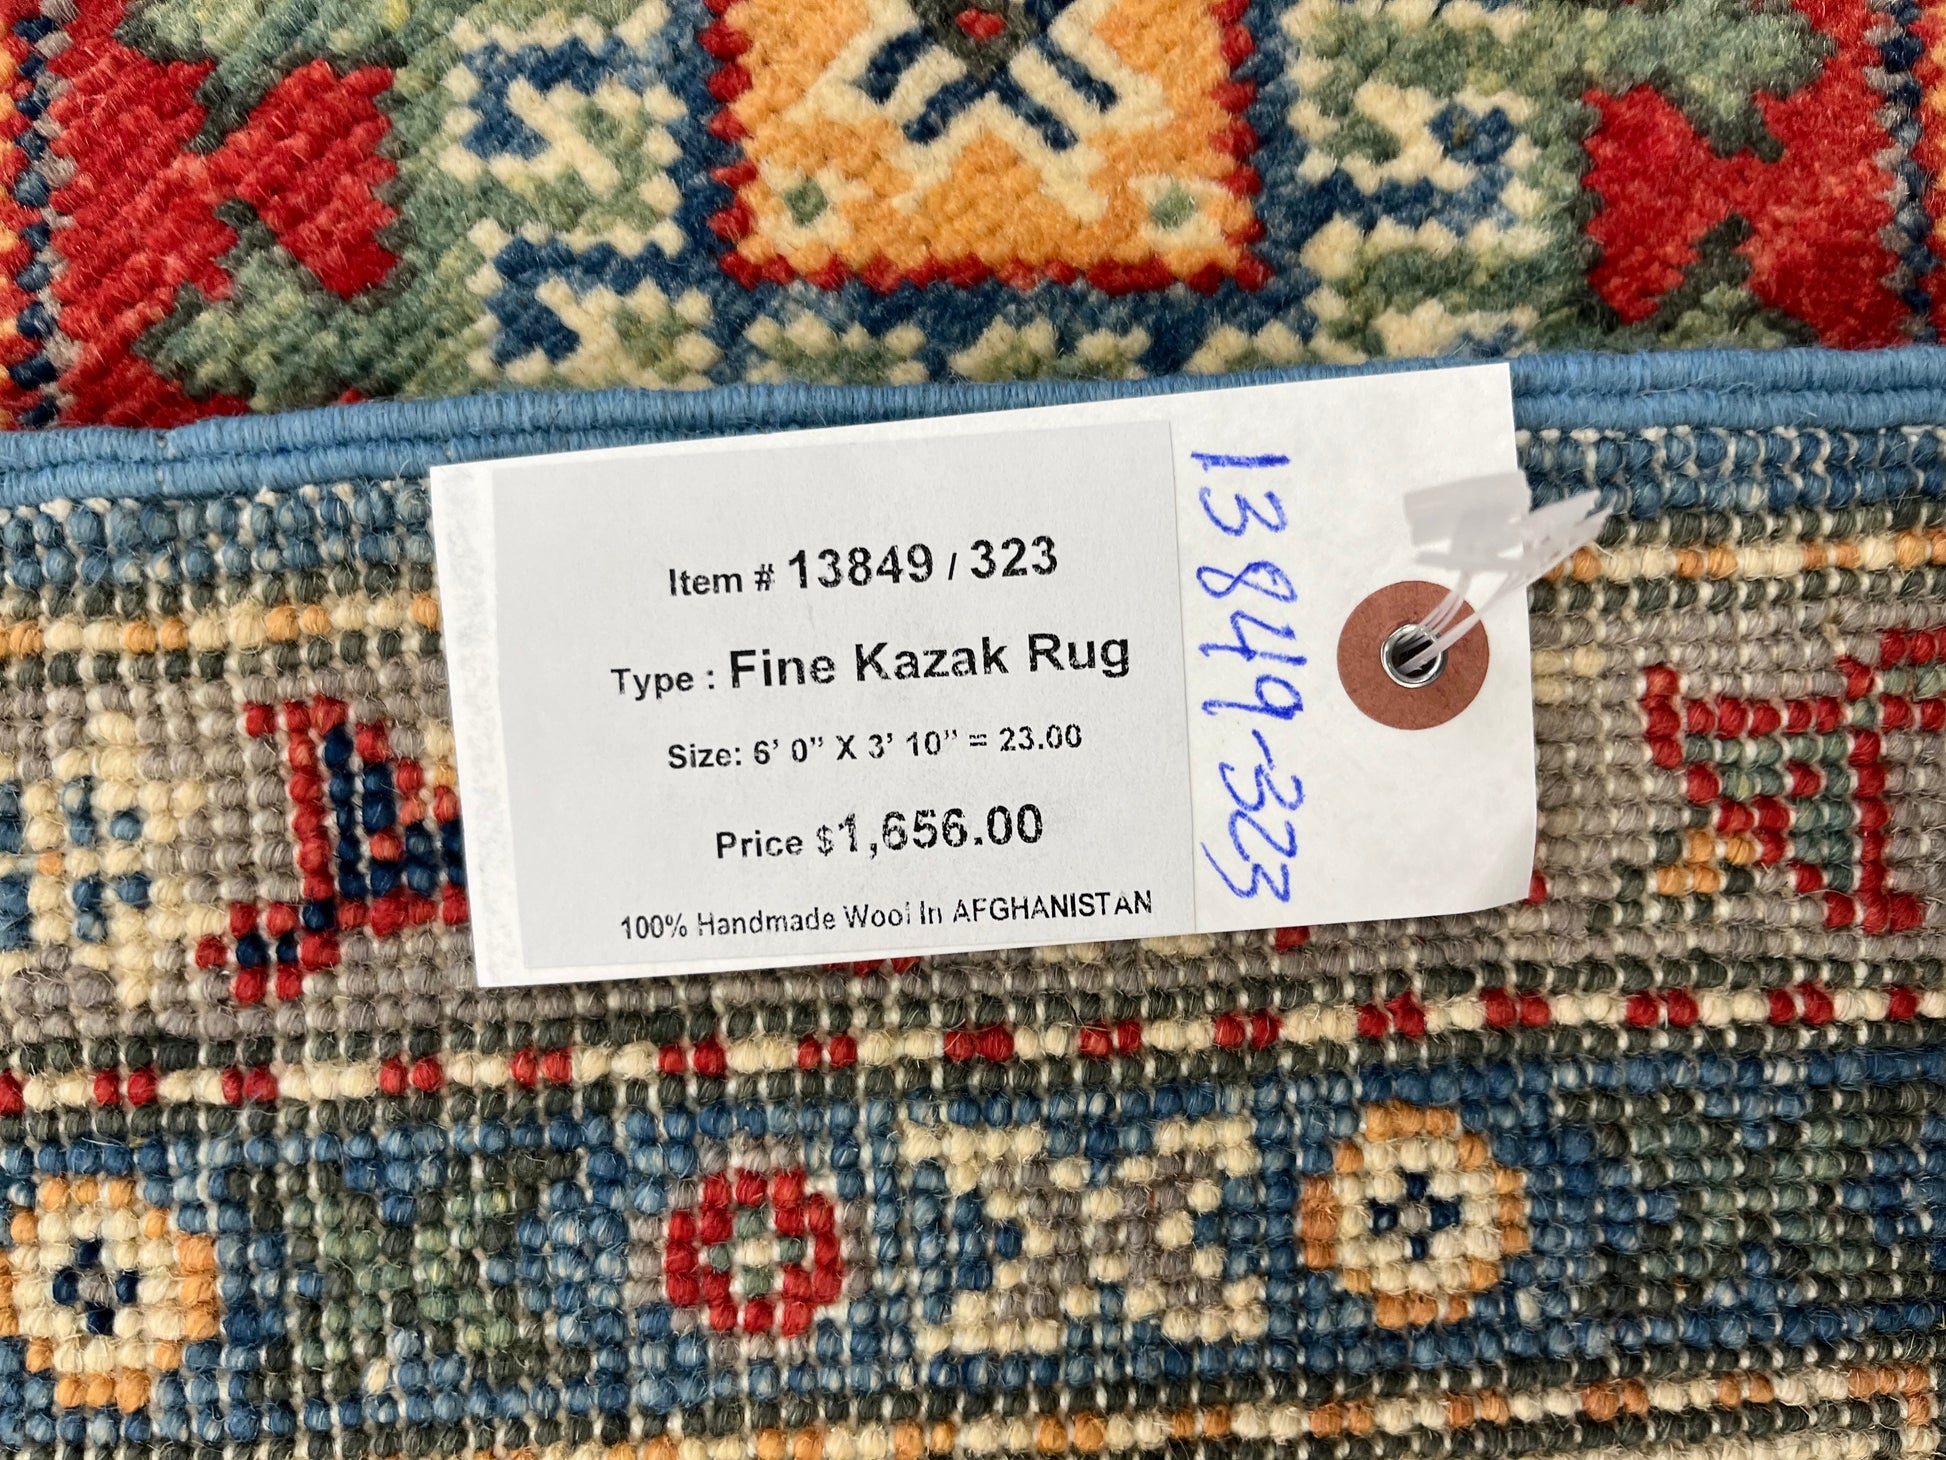 Item # 13849 / 323
Type : Fine Kazak Rug
Size: 6' 0" X 3' 10" = 23.00
Price $1,656.00
100% Handmade Wool In AFGHANISTAN
13849-323